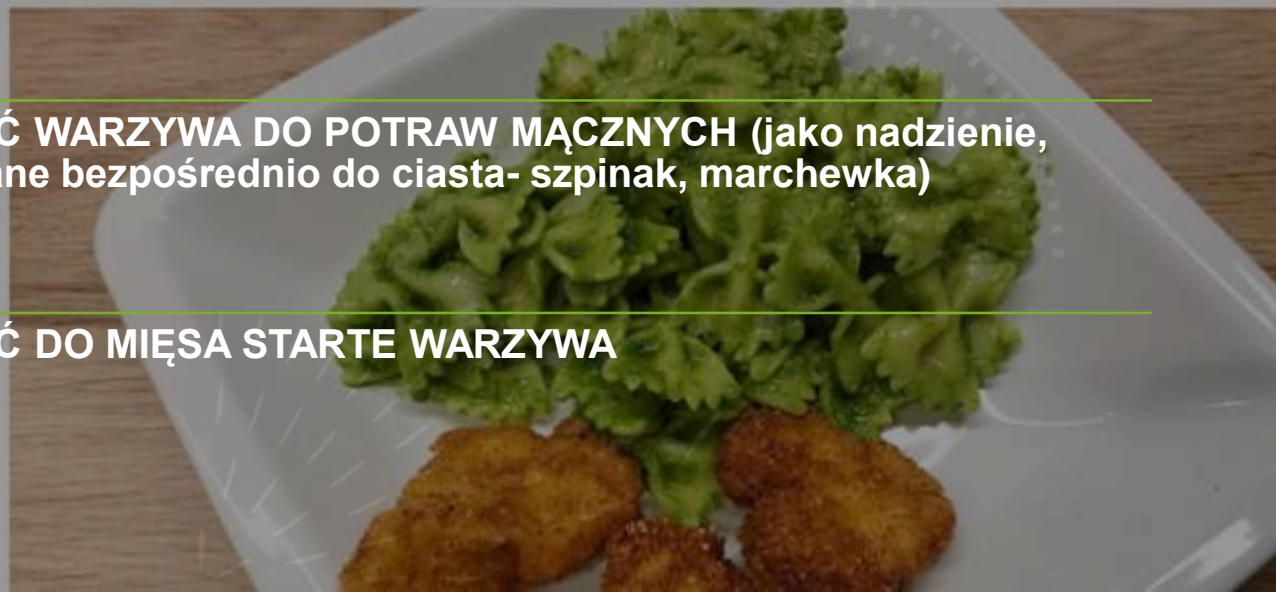 Ć WARZYWA DO POTRAW MĄCZNYCH (jako nadzienie,
ne bezpośrednio do ciasta- szpinak, marchewka)
Ć DO MIĘSA STARTE WARZYWA